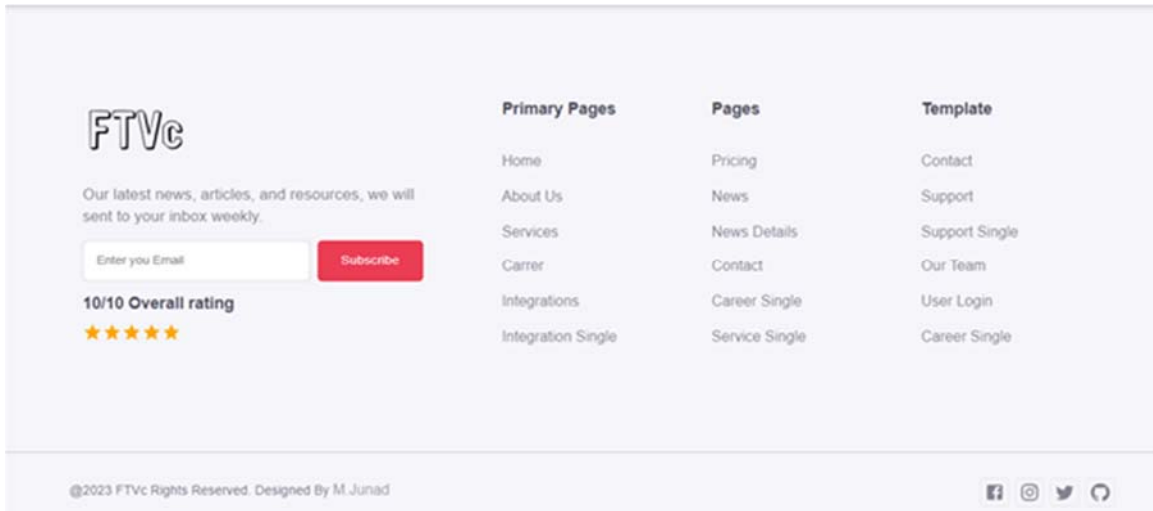 FTVc
Our latest news, articles, and resources, we will
sent to your inbox weekly.
Enter you Email
Subscribe
10/10 Overall rating
Primary Pages
Home
About Us
Services
Carrer
Integrations
Integration Single
Pages
Pricing
News
News Details
Contact
Career Single
Service Single
Template
Contact
Support
Support Single
Our Team
User Login
Career Single
@2023 FTVc Rights Reserved. Designed By M.Junad